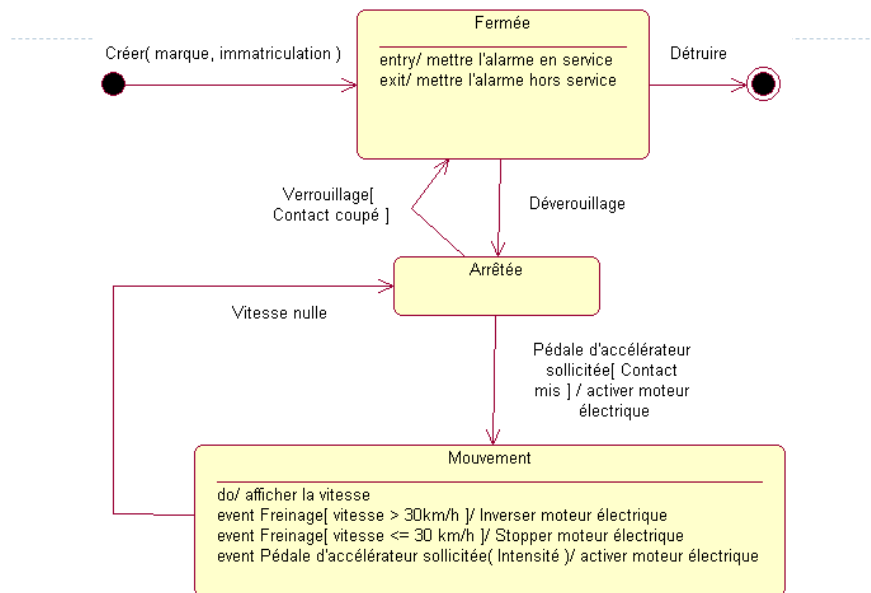 Fermée
Créer( marque, immatriculation )
entry/ mettre l'alarme en service
exit/ mettre l'alarme hors service
Détruire
Verrouillage[
Contact coupé ]
Déverouillage
Arrêtée
Vitesse nulle
Pédale d'accélérateur
sollicitée[ Contact
mis ] / activer moteur
électrique
Mouvement
do/ afficher la vitesse
event Freinage[ vitesse > 30km/h ]/ Inverser moteur électrique
event Freinage[ vitesse <= 30 km/h ]/ Stopper moteur électrique
event Pédale d'accélérateur sollicitée( Intensité )/ activer moteur électrique